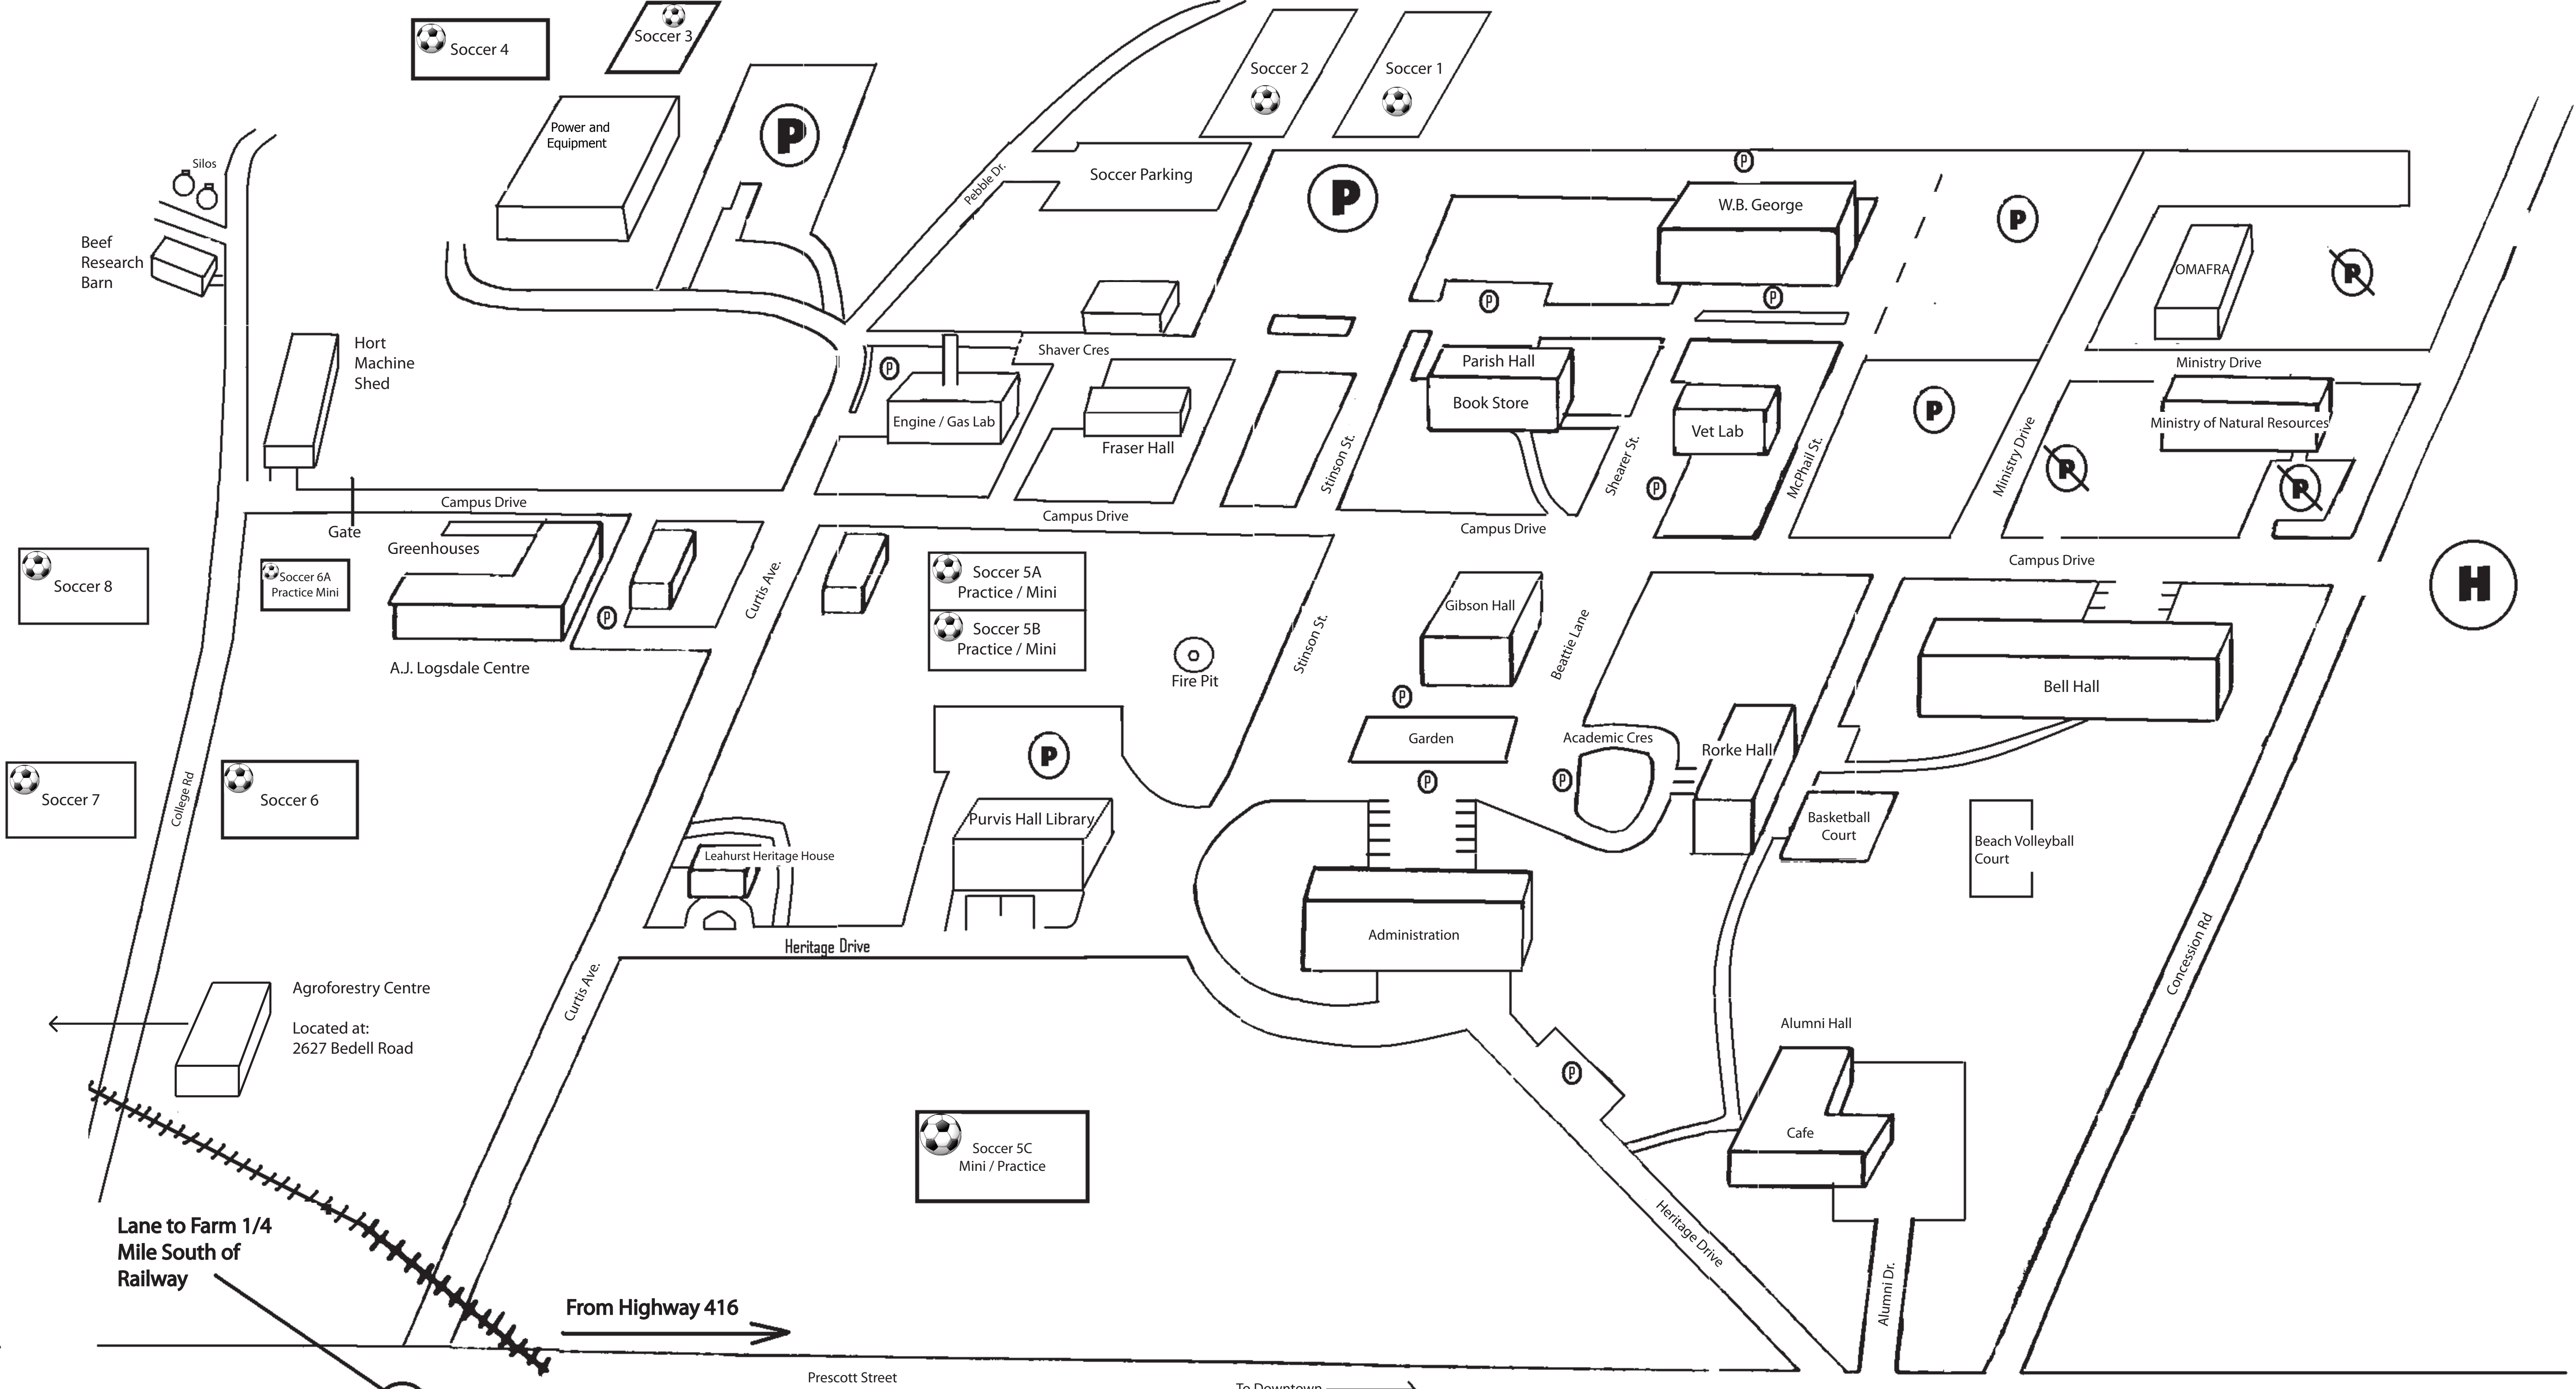 Soccer 4
Soccer 3
Soccer 2
Soccer 1
Power and
Equipment
P
Silos
Pebble Dr.
Soccer Parking
P
P
W.B. George
P
OMAFRA
P
Beef
Research
Barn
P
P
Hort
Machine
Shed
Shaver Cres
P
Engine / Gas Lab
Fraser Hall
Parish Hall
Book Store
Vet Lab
P
Ministry Drive
Ministry of Natural Resources
Stinson St.
Shearer St.
McPhail St.
Ministry Drive
P
P
P
Campus Drive
Gate
Campus Drive
Campus Drive
Campus Drive
Greenhouses
Soccer 8
Soccer 6A
Practice Mini
P
A.J. Logsdale Centre
Curtis Ave.
Soccer 5A
Practice / Mini
Soccer 5B
Practice / Mini
Fire Pit
Stinson St.
Gibson Hall
Beattie Lane
H
Bell Hall
P
Garden
Academic Cres
Rorke Hall
P
P
P
Soccer 7
College Rd
Soccer 6
Purvis Hall Library
Leahurst Heritage House
Basketball
Court
Beach Volleyball
Court
Heritage Drive
Administration
Concession Rd
Agroforestry Centre
Located at:
2627 Bedell Road
Curtis Ave.
Alumni Hall
P
Cafe
Soccer 5C
Mini / Practice
Heritage Drive
Alumni Dr.
Lane to Farm 1/4
Mile South of
Railway
From Highway 416
Prescott Street
To Downtown